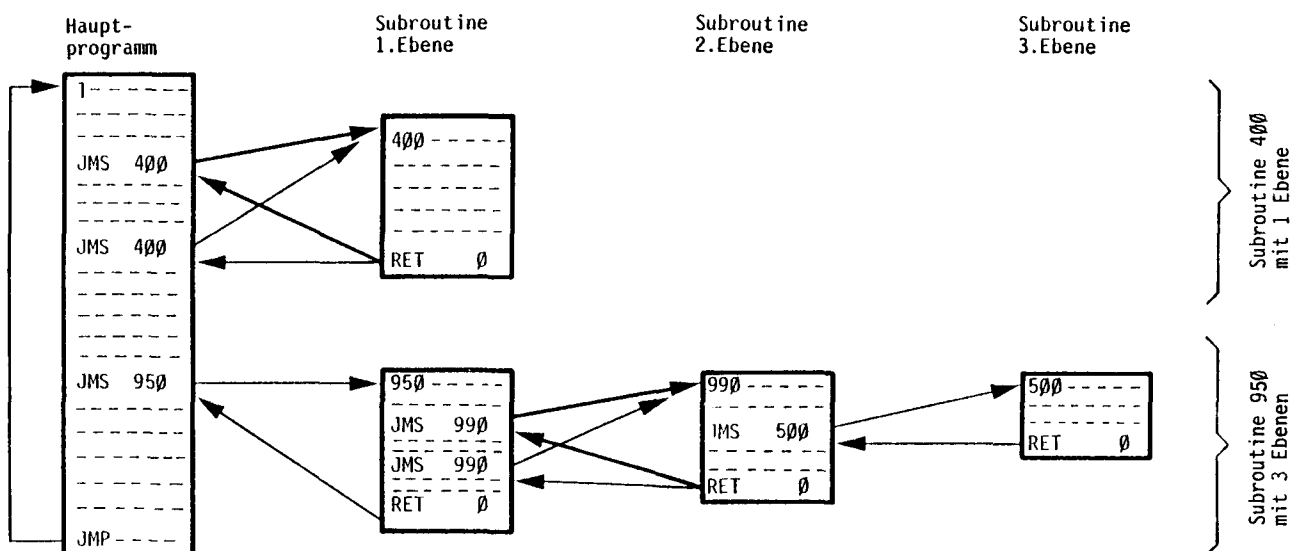 Haupt-
programm
Subroutine
1.Ebene
Subroutine
2.Ebene
Subroutine
3.Ebene
1
JMS 4ØØ
JMS 4ØØ
JMS 95Ø
JMP
4ØØ
RET Ø
95Ø
JMS 99Ø
JMS 99Ø
RET Ø
99Ø
JMS 5ØØ
RET Ø
5ØØ
RET Ø
Subroutine 4ØØ
mit 1 Ebene
Subroutine 95Ø
mit 3 Ebenen